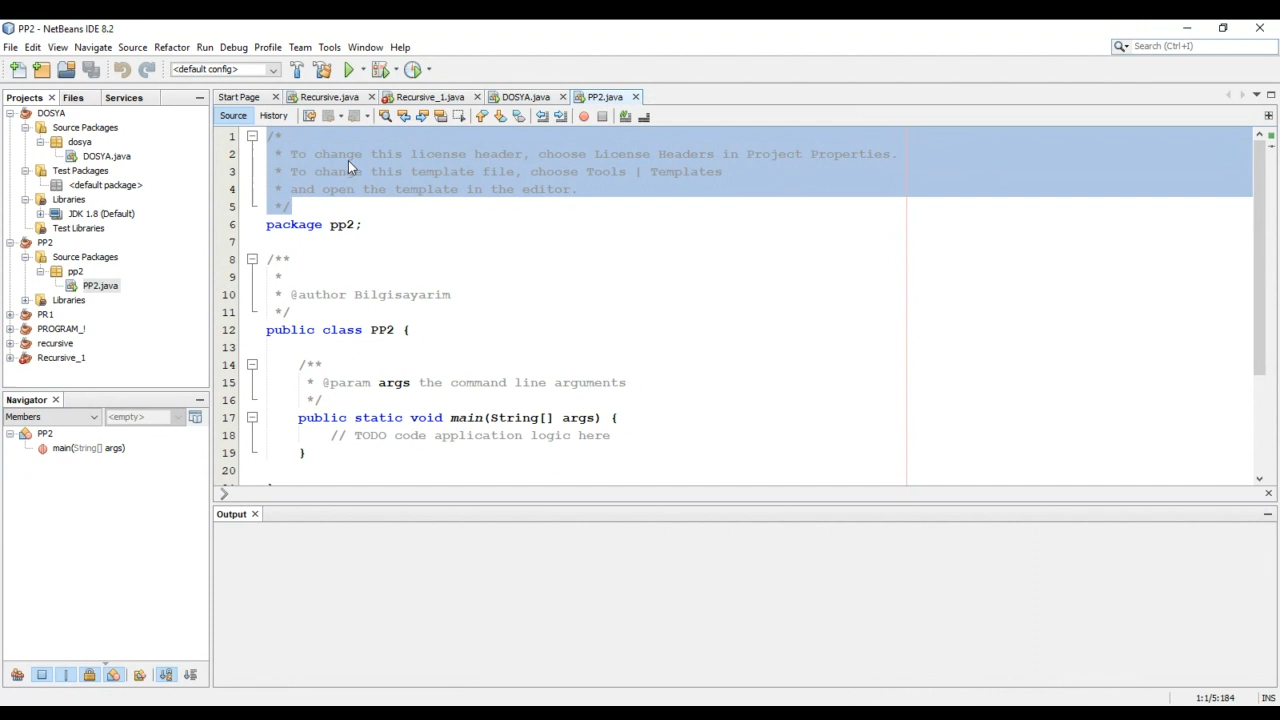 PP2 - NetBeans IDE 8.2
File Edit View Navigate Source Refactor Run Debug Profile Team Tools Window Help
Search (Ctrl+I)
<default config>
Projects Files Services
Start Page Recursive.java Recursive_1.java DOSYA.java PP2.java
Source History
DOSYA
Source Packages
dosya
DOSYA.java
Test Packages
<default package>
Libraries
JDK 1.8 (Default)
Test Libraries
PP2
Source Packages
pp2
PP2.java
Libraries
PR1
PROGRAM_!
recursive
Recursive_1
Navigator
Members <empty>
PP2
main(String[] args)
1 /*
2 * To change this license header, choose License Headers in Project Properties.
3 * To change this template file, choose Tools | Templates
4 * and open the template in the editor.
5 */
6 package pp2;
7
8 /**
9 *
10 * @author Bilgisayarim
11 */
12 public class PP2 {
13
14 /**
15 * @param args the command line arguments
16 */
17 public static void main(String[] args) {
18 // TODO code application logic here
19 }
20
Output
1:1/5:184 INS